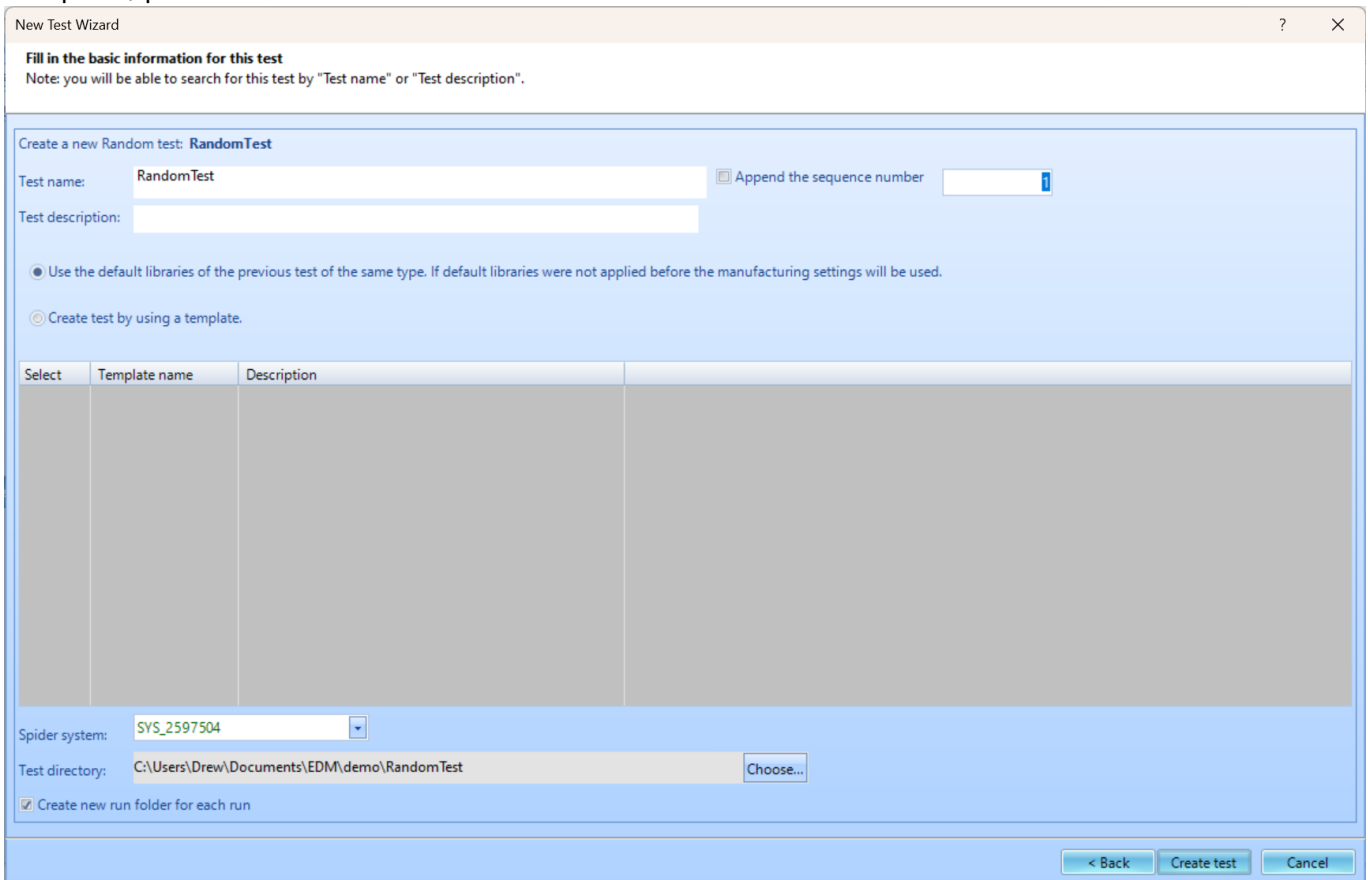 New Test Wizard ?
Fill in the basic information for this test
Note: you will be able to search for this test by "Test name" or "Test description".
Create a new Random test: RandomTest
Test name: RandomTest Append the sequence number 1
Test description:
Use the default libraries of the previous test of the same type. If default libraries were not applied before the manufacturing settings will be used.
Create test by using a template.
Select Template name Description
Spider system: SYS_2597504
Test directory: C:\Users\Drew\Documents\EDM\demo\RandomTest Choose...
Create new run folder for each run
< Back Create test Cancel